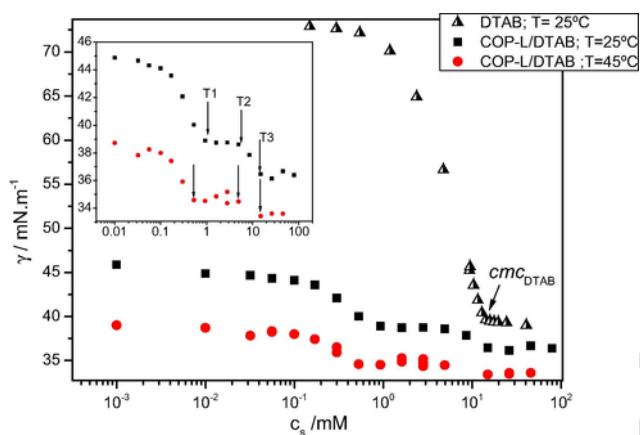 DTAB; T= 25ºC
COP-L/DTAB ;T=25ºC
COP-L/DTAB ;T=45ºC
70
65
60
55
50
45
40
35
γ / mN.m⁻¹
46
44
42
40
38
36
34
T1
T2
T3
0.01 0.1 1 10 100
cmc DTAB
10⁻³ 10⁻² 10⁻¹ 10⁰ 10¹ 10²
cₛ /mM